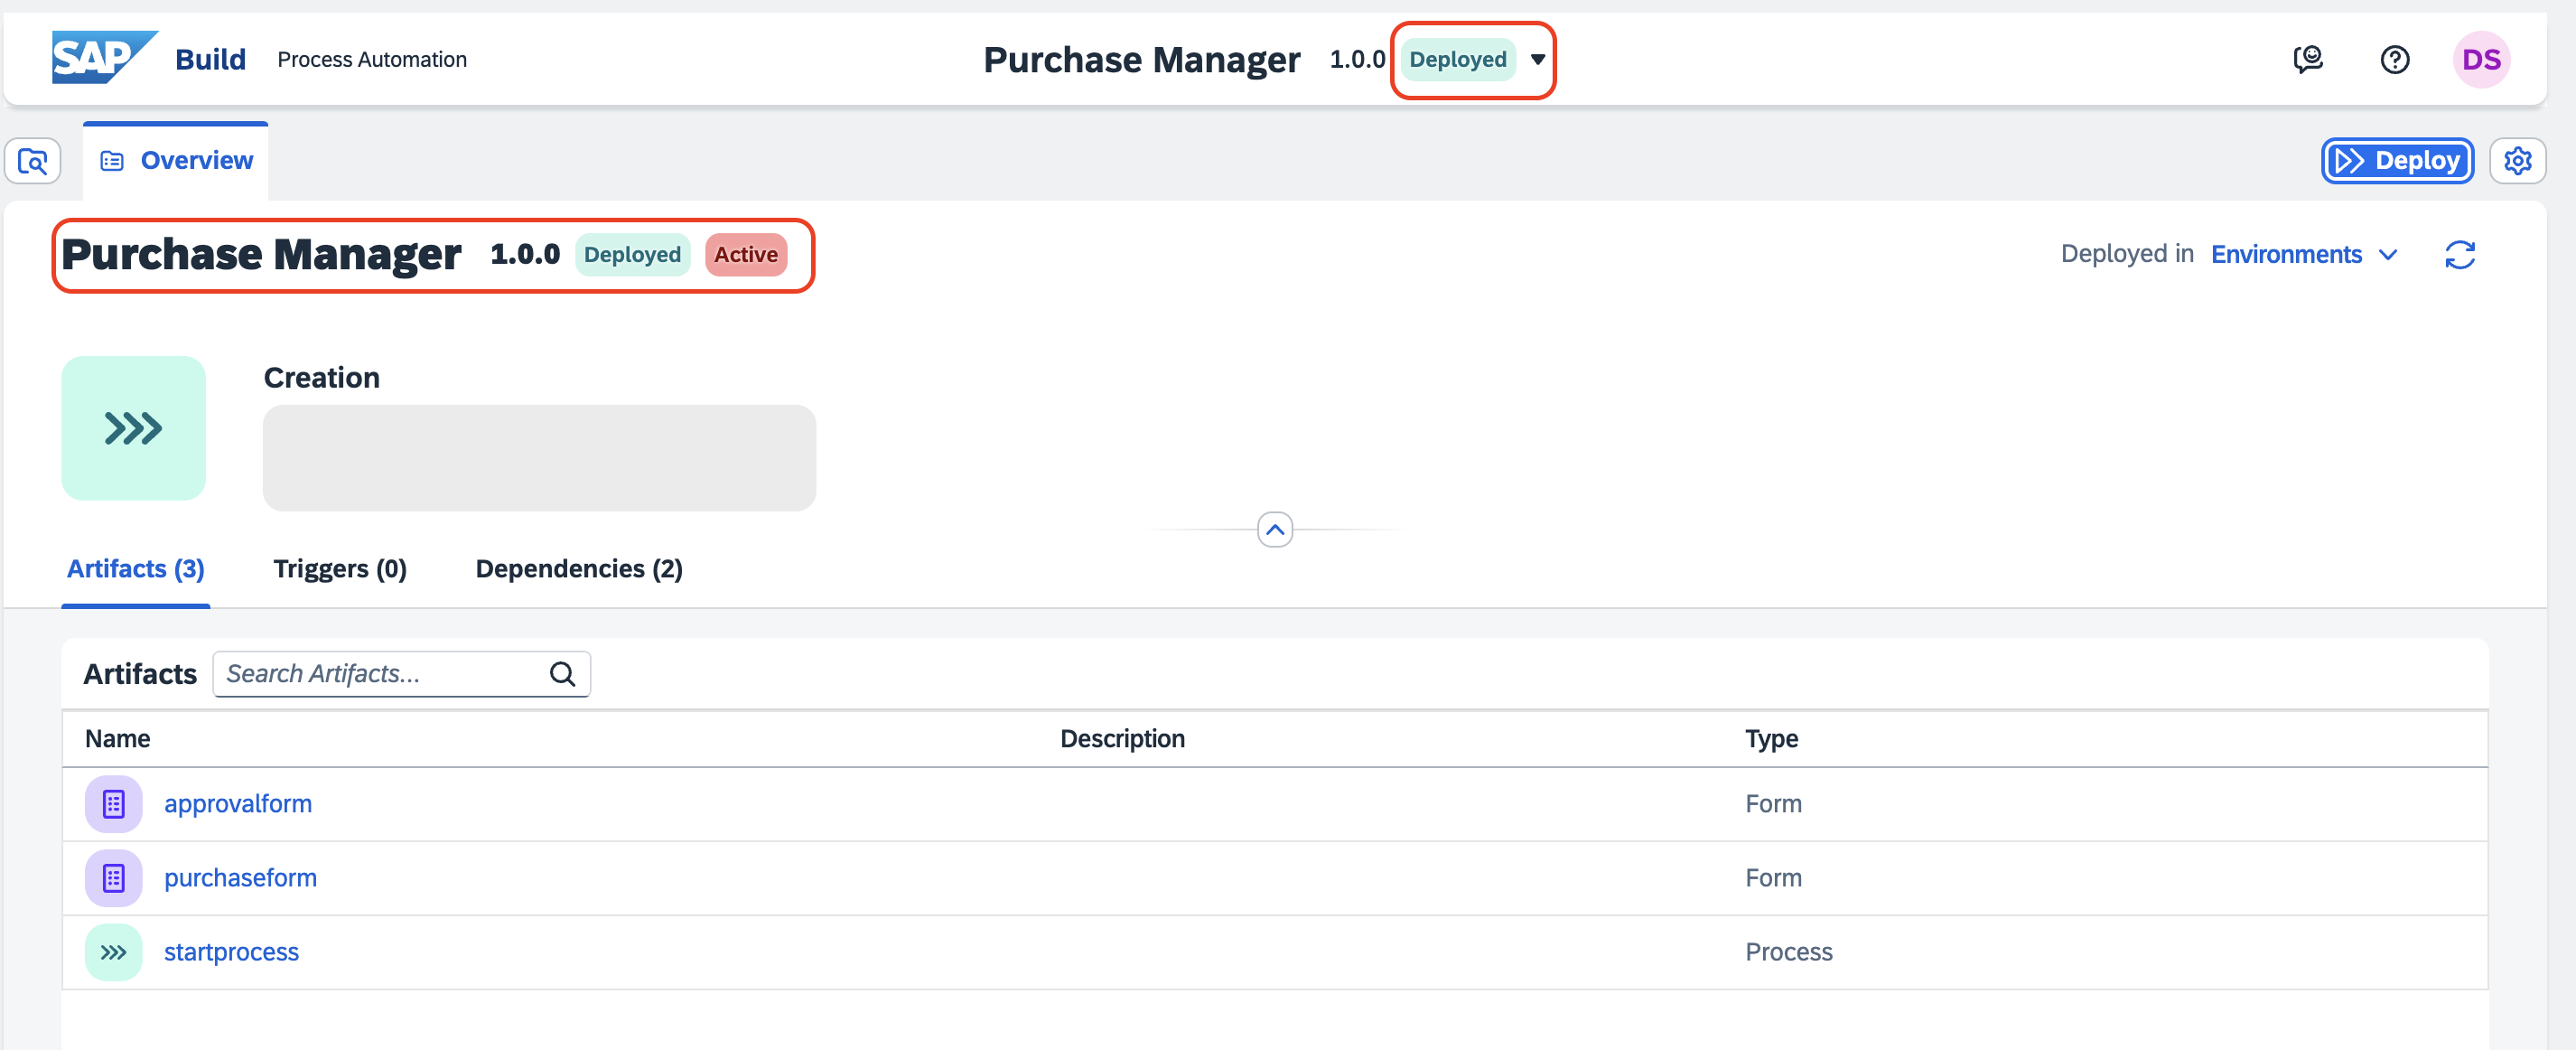 SAP Build Process Automation Purchase Manager 1.0.0 Deployed DS
Overview Deploy
Purchase Manager 1.0.0 Deployed Active Deployed in Environments
Creation
Artifacts (3) Triggers (0) Dependencies (2)
Artifacts Search Artifacts...
Name Description Type
approvalform Form
purchaseform Form
startprocess Process